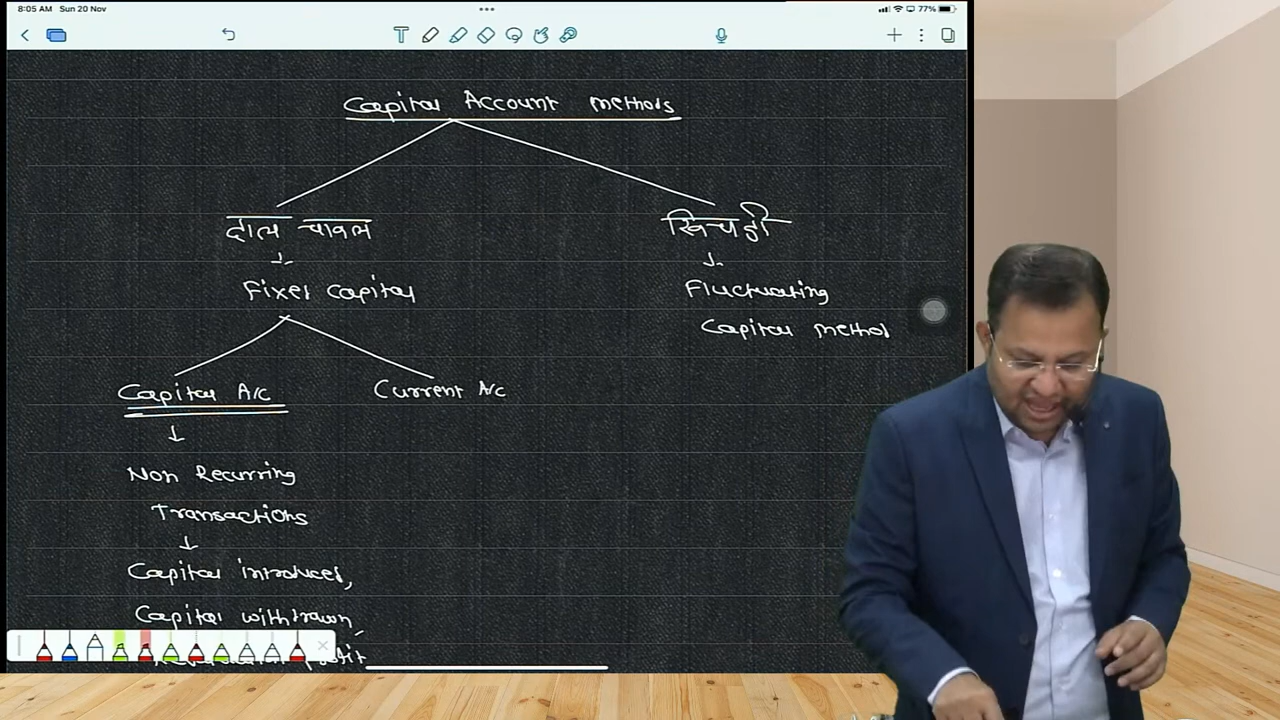 8:05 AM Sun 20 Nov
77%
Capital Account methods
दाल चावल
खिचडी
Fixed Capital
Fluctuating
Capital method
Capital A/c
Current A/c
Non Recurring
Transactions
Capital introduced,
Capital withdrawn,